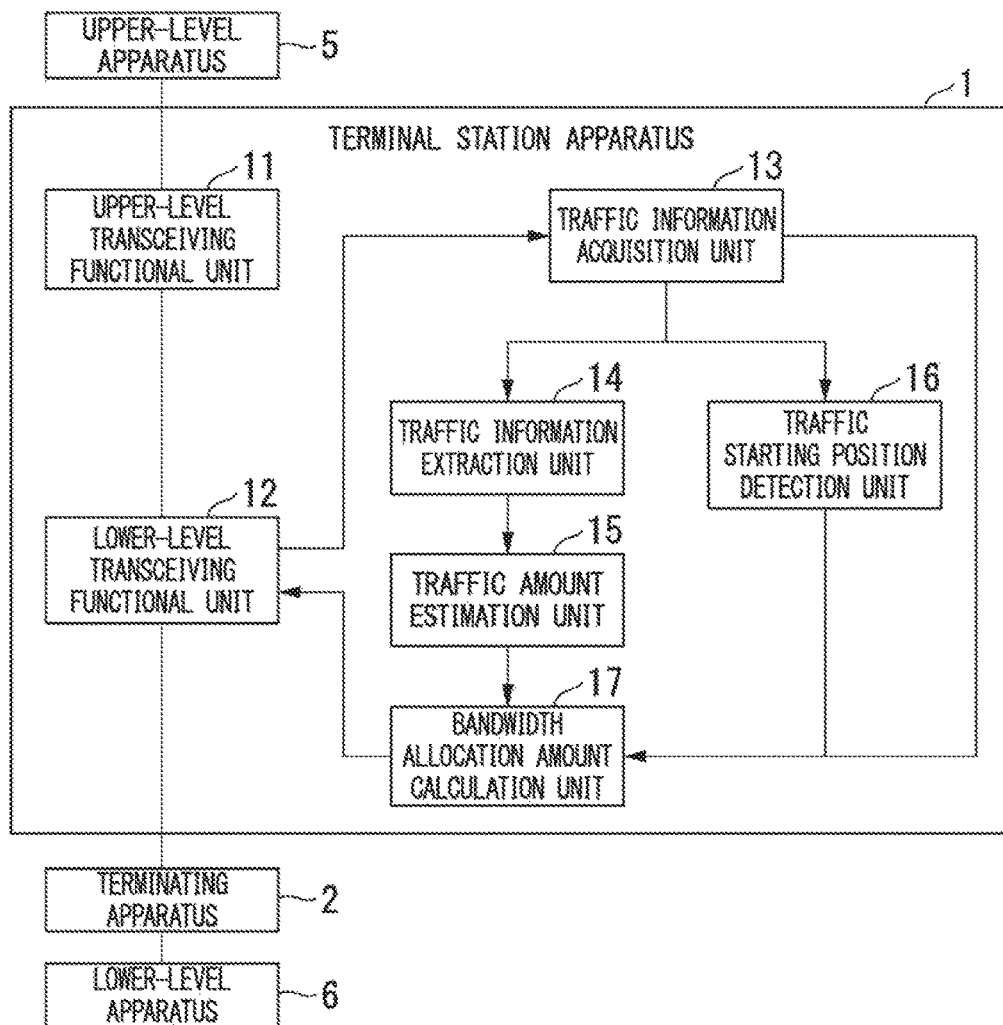 UPPER-LEVEL
APPARATUS
5
1
TERMINAL STATION APPARATUS
11
UPPER-LEVEL
TRANSCEIVING
FUNCTIONAL UNIT
13
TRAFFIC INFORMATION
ACQUISITION UNIT
14
TRAFFIC INFORMATION
EXTRACTION UNIT
16
TRAFFIC
STARTING POSITION
DETECTION UNIT
12
LOWER-LEVEL
TRANSCEIVING
FUNCTIONAL UNIT
15
TRAFFIC AMOUNT
ESTIMATION UNIT
17
BANDWIDTH
ALLOCATION AMOUNT
CALCULATION UNIT
TERMINATING
APPARATUS
2
LOWER-LEVEL
APPARATUS
6